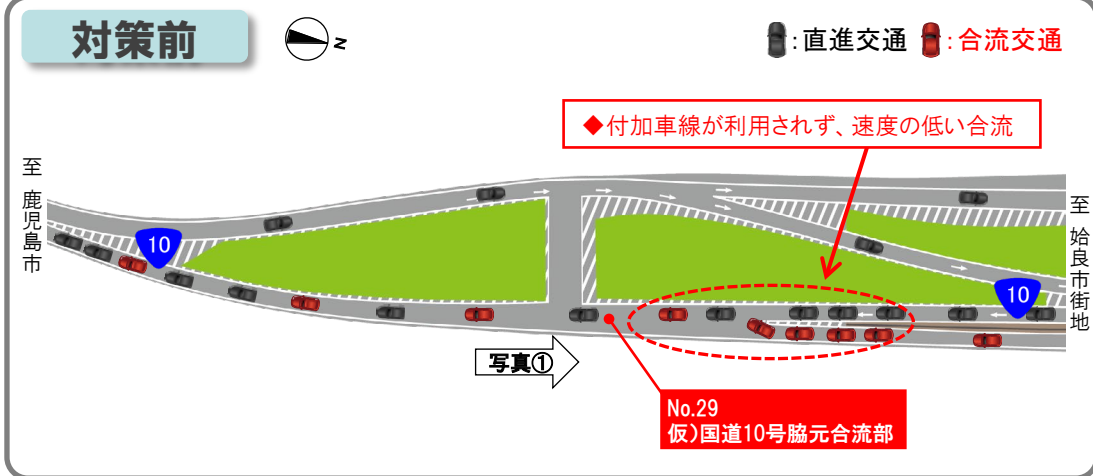 対策前
N
:直進交通 :合流交通
◆付加車線が利用されず、速度の低い合流
至 鹿児島市
10
至 姶良市街地
10
写真①
No.29
仮)国道10号脇元合流部